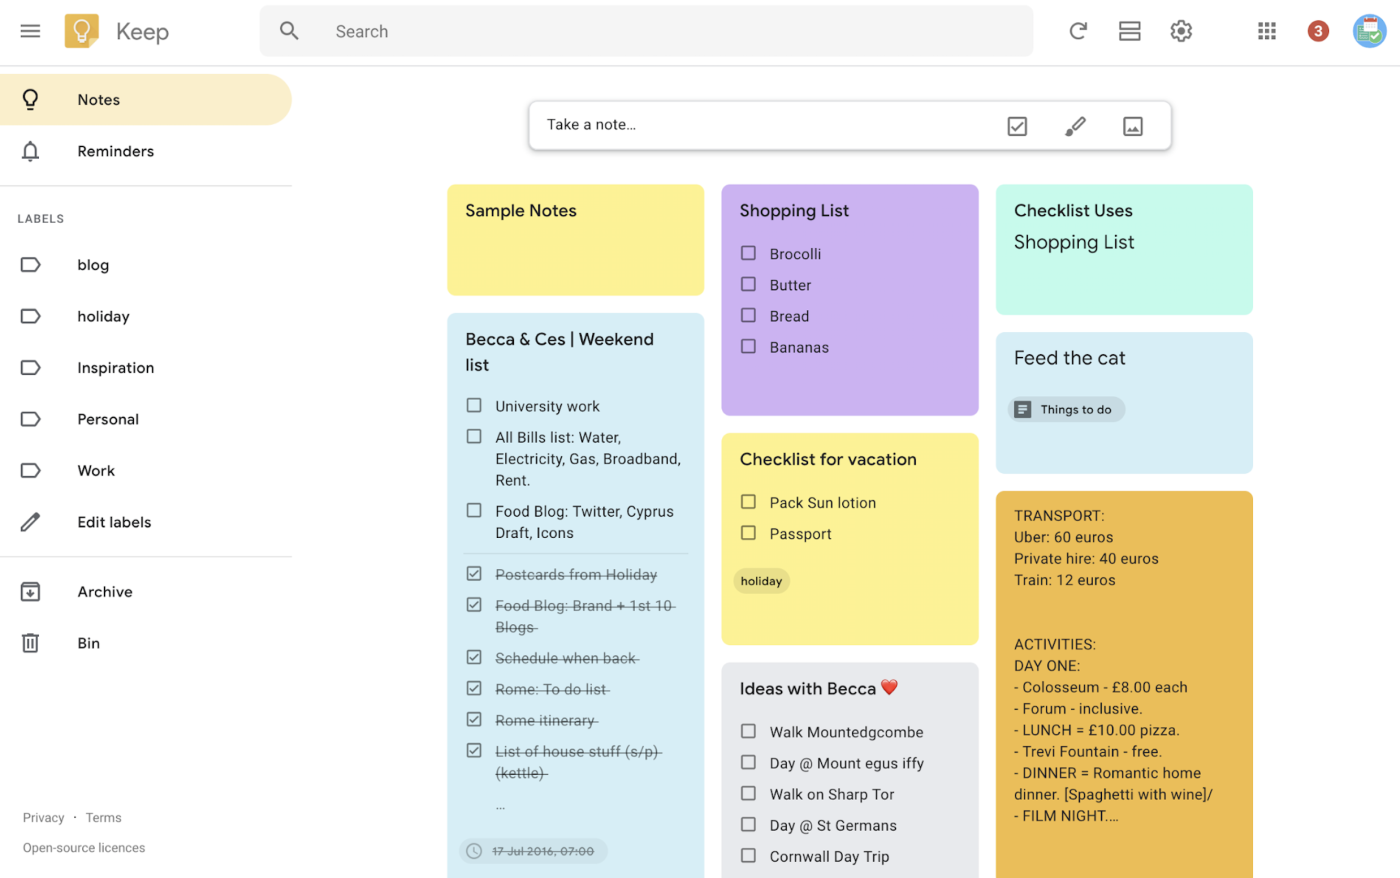 Keep
Search
3
Notes
Reminders
LABELS
blog
holiday
Inspiration
Personal
Work
Edit labels
Archive
Bin
Privacy · Terms
Open-source licences
Take a note...
Sample Notes
Becca & Ces | Weekend
list
University work
All Bills list: Water,
Electricity, Gas, Broadband,
Rent.
Food Blog: Twitter, Cyprus
Draft, Icons
Postcards from Holiday
Food Blog: Brand + 1st 10
Blogs
Schedule when back
Rome: To do list
Rome itinerary
List of house stuff (s/p)
(kettle)
...
17 Jul 2016, 07:00
Shopping List
Brocolli
Butter
Bread
Bananas
Checklist for vacation
Pack Sun lotion
Passport
holiday
Ideas with Becca ❤️
Walk Mountedgcombe
Day @ Mount egus iffy
Walk on Sharp Tor
Day @ St Germans
Cornwall Day Trip
Checklist Uses
Shopping List
Feed the cat
Things to do
TRANSPORT:
Uber: 60 euros
Private hire: 40 euros
Train: 12 euros
ACTIVITIES:
DAY ONE:
- Colosseum - £8.00 each
- Forum - inclusive.
- LUNCH = £10.00 pizza.
- Trevi Fountain - free.
- DINNER = Romantic home
dinner. [Spaghetti with wine]/
- FILM NIGHT....